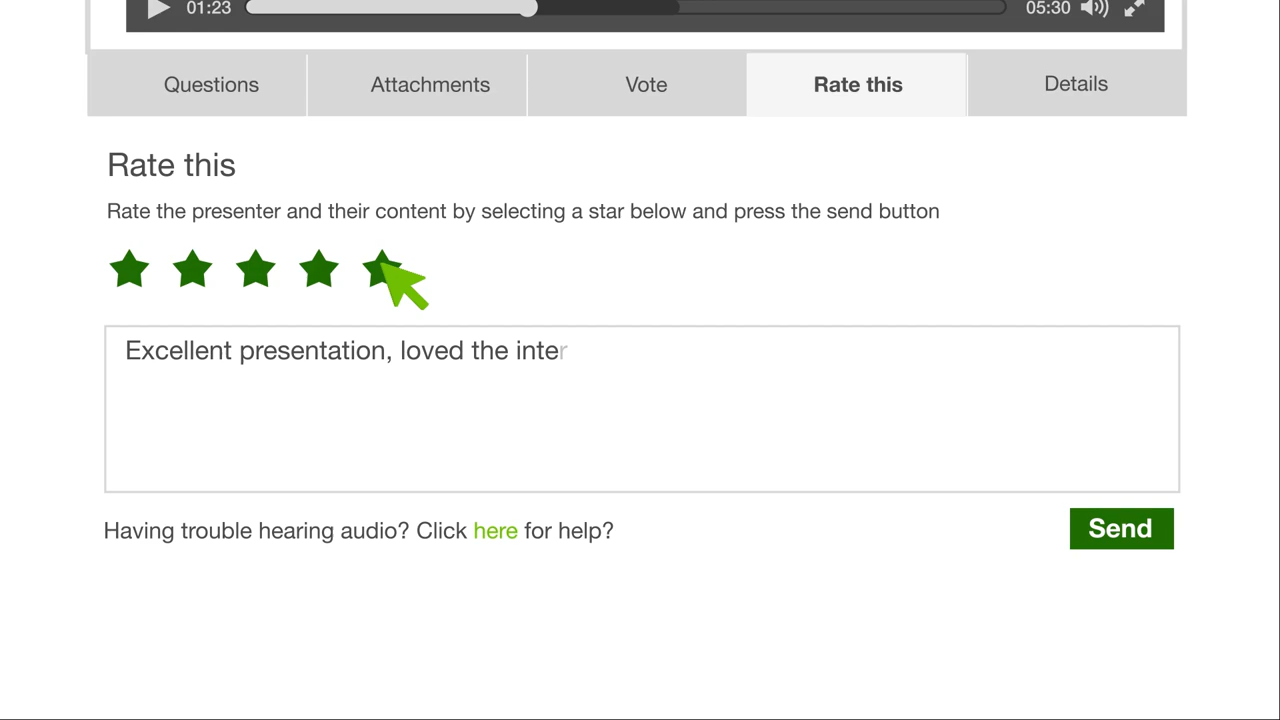 01:23 05:30
Questions Attachments Vote Rate this Details
Rate this
Rate the presenter and their content by selecting a star below and press the send button
Excellent presentation, loved the inter
Having trouble hearing audio? Click here for help?
Send